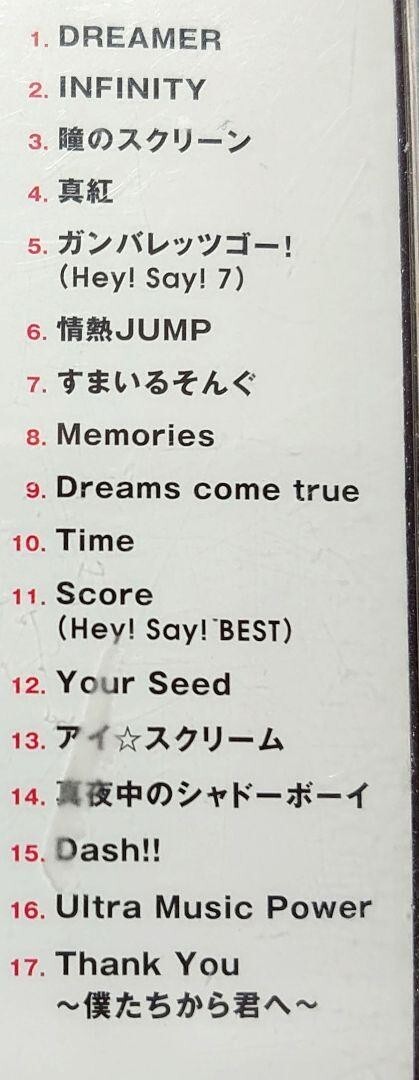 1. DREAMER
2. INFINITY
3. 瞳のスクリーン
4. 真紅
5. ガンバレッツゴー!
(Hey! Say! 7)
6. 情熱JUMP
7. すまいるそんぐ
8. Memories
9. Dreams come true
10. Time
11. Score
(Hey! Say! BEST)
12. Your Seed
13. アイ☆スクリーム
14. 真夜中のシャドーボーイ
15. Dash!!
16. Ultra Music Power
17. Thank You
〜僕たちから君へ〜